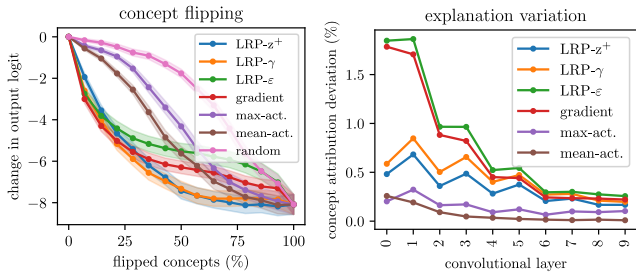 concept flipping
change in output logit
0
−2
−4
−6
−8
LRP-z⁺
LRP-γ
LRP-ε
gradient
max-act.
mean-act.
random
0 25 50 75 100
flipped concepts (%)
explanation variation
concept attribution deviation (%)
1.5
1.0
0.5
0.0
LRP-z⁺
LRP-γ
LRP-ε
gradient
max-act.
mean-act.
0 1 2 3 4 5 6 7 8 9
convolutional layer